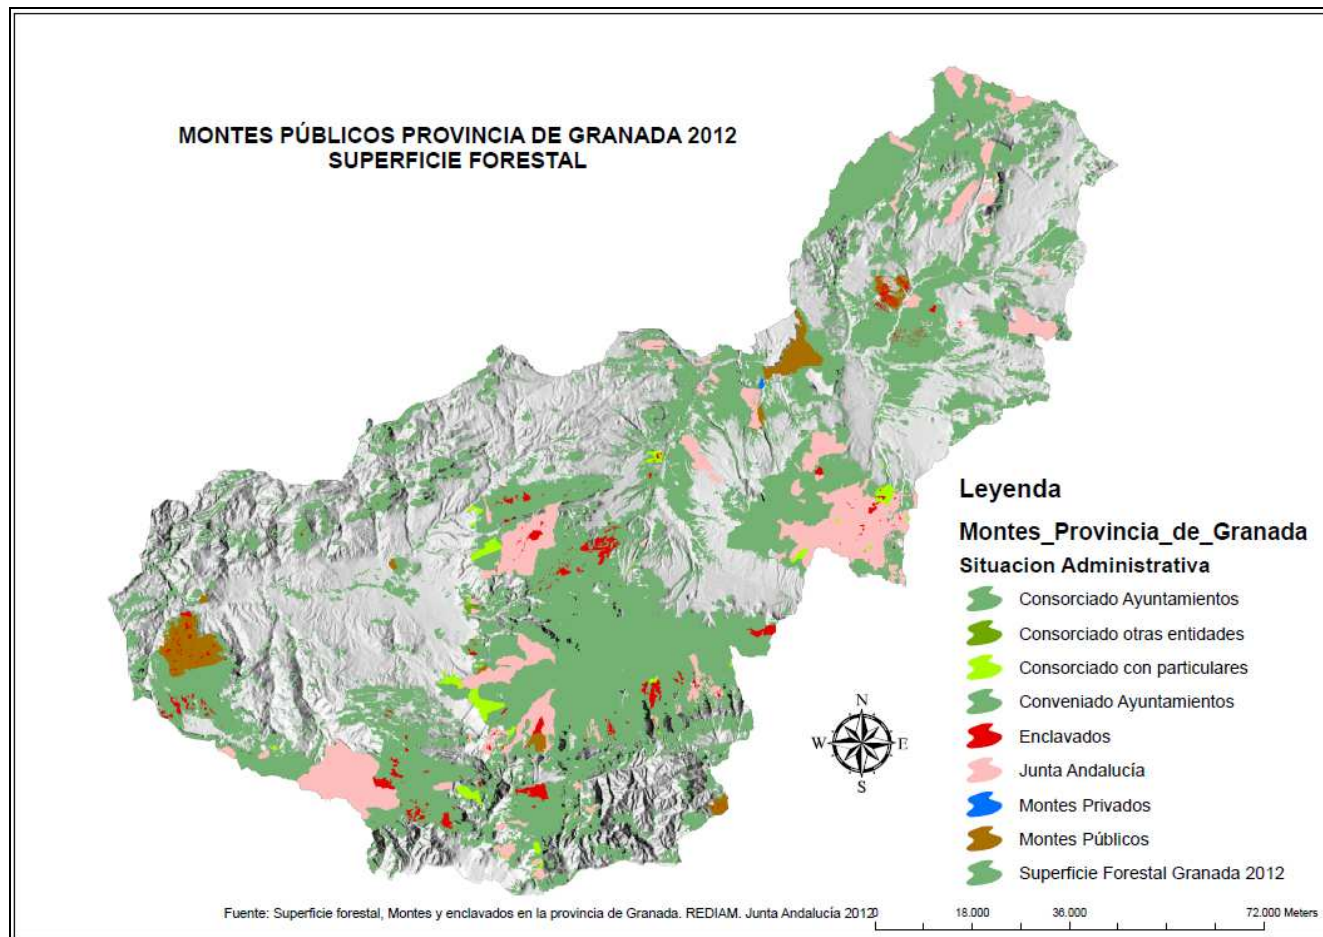 MONTES PÚBLICOS PROVINCIA DE GRANADA 2012
SUPERFICIE FORESTAL
Leyenda
Montes_Provincia_de_Granada
Situacion Administrativa
Consorciado Ayuntamientos
Consorciado otras entidades
Consorciado con particulares
Conveniado Ayuntamientos
Enclavados
Junta Andalucía
Montes Privados
Montes Públicos
Superficie Forestal Granada 2012
N
W E
S
Fuente: Superficie forestal, Montes y enclavados en la provincia de Granada. REDIAM. Junta Andalucía 2012
0 18.000 36.000 72.000 Meters